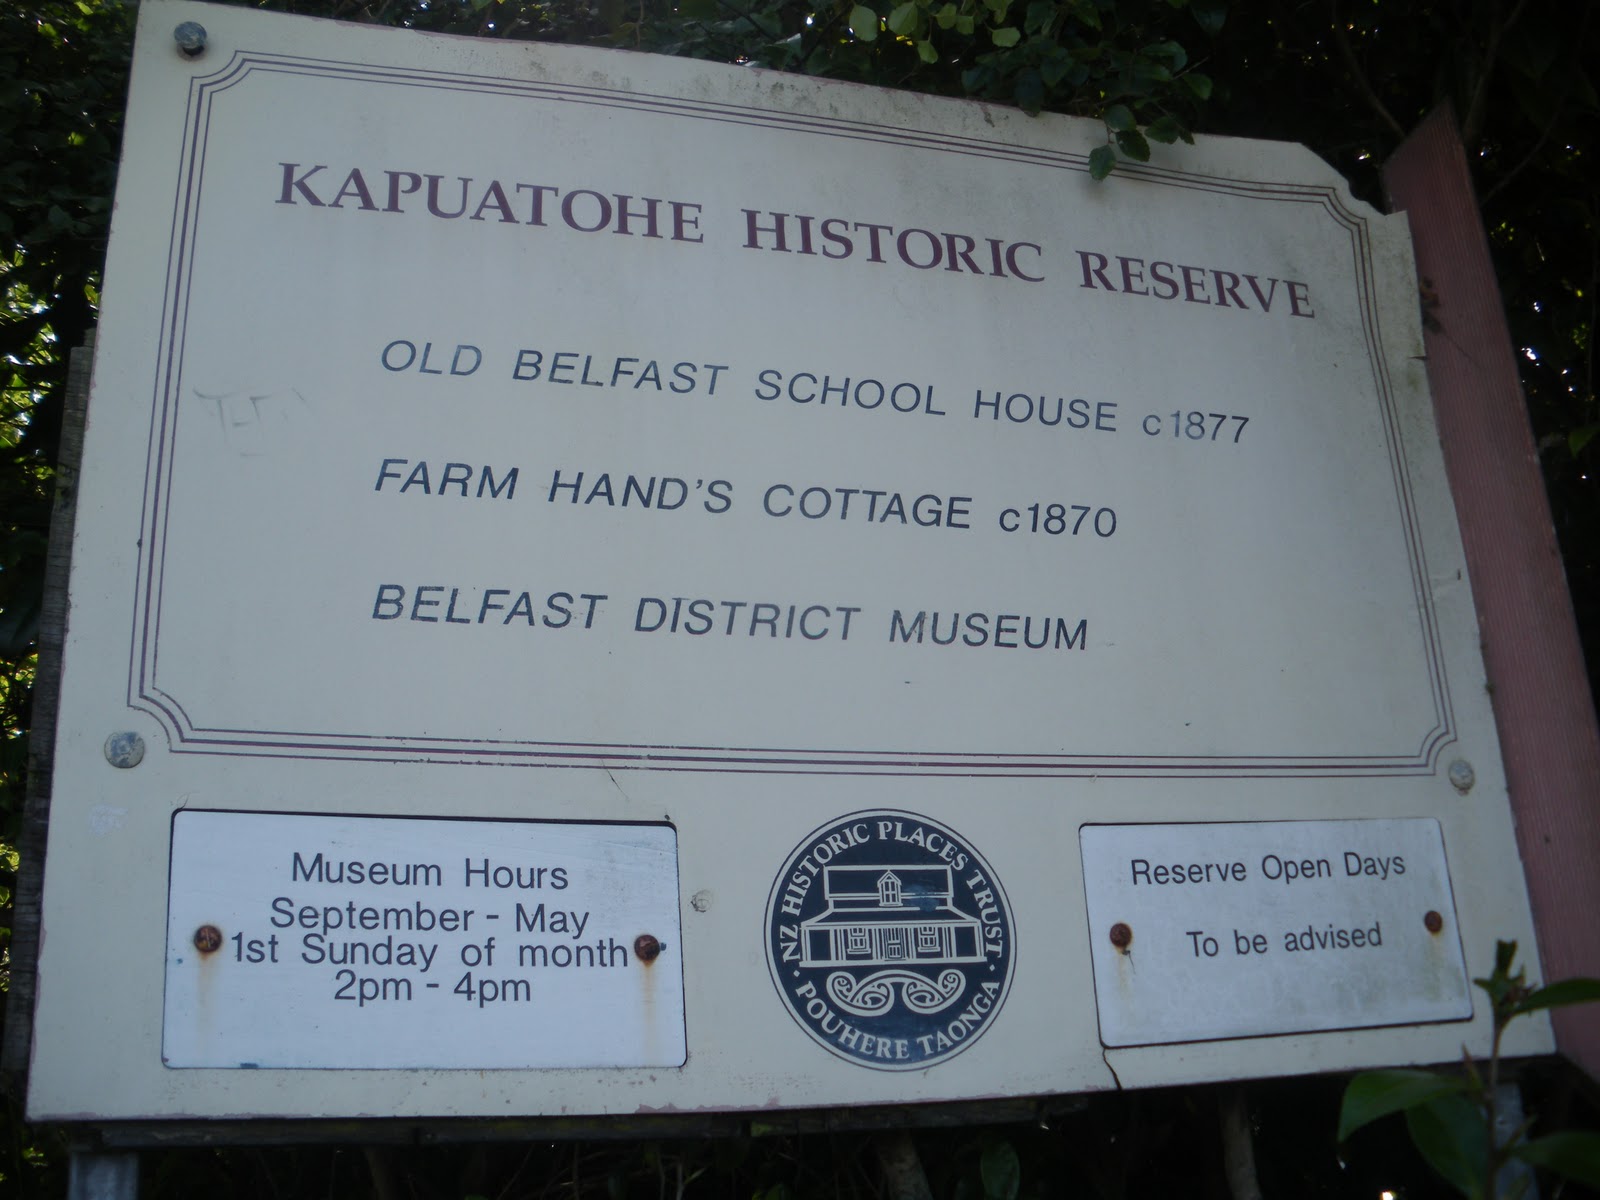 KAPUATOHE HISTORIC RESERVE
OLD BELFAST SCHOOL HOUSE c1877
FARM HAND'S COTTAGE c1870
BELFAST DISTRICT MUSEUM
Museum Hours
September - May
1st Sunday of month
2pm - 4pm
NZ HISTORIC PLACES TRUST
POUHERE TAONGA
Reserve Open Days
To be advised